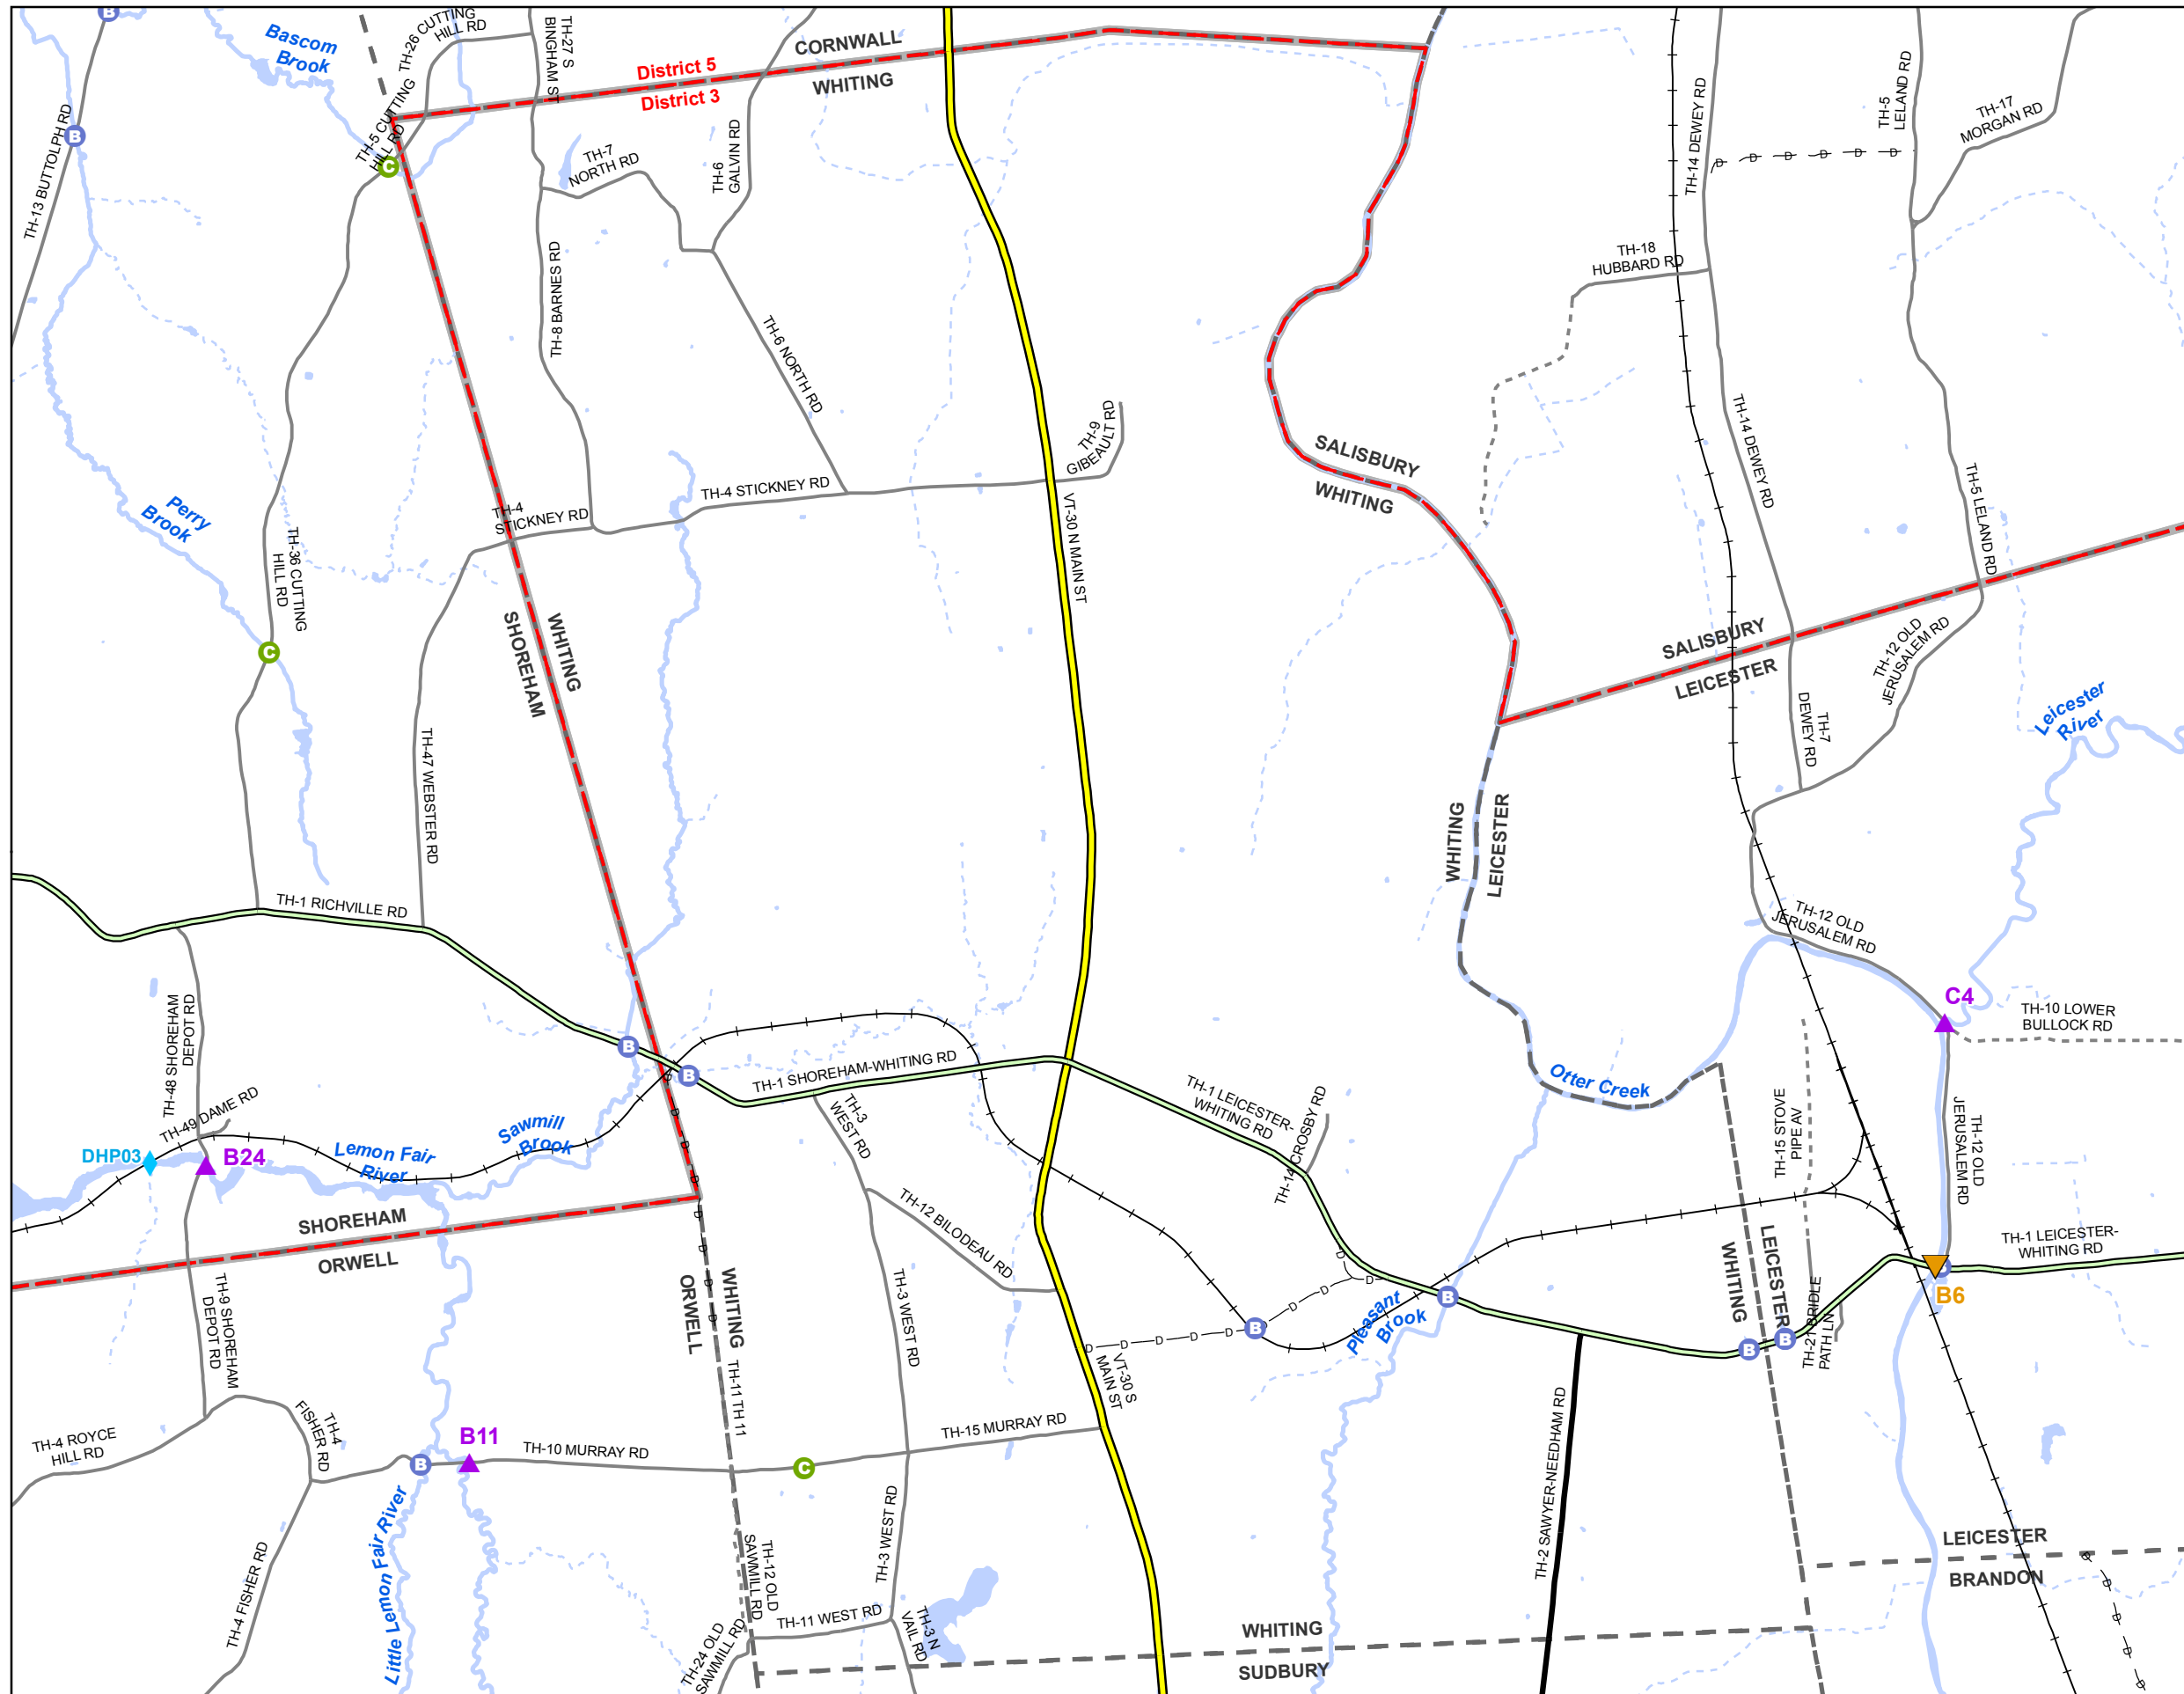 B
Bascom
Brook
TH-26 CUTTING
HILL RD
TH-27 S
BINGHAM ST
CORNWALL
WHITING
District 5
District 3
TH-13 BUTTOLPH RD
B
TH-5 CUTTING
HILL RD
C
TH-7
NORTH RD
TH-6
GALVIN RD
TH-14 DEWEY RD
TH-5
LELAND RD
TH-17
MORGAN RD
D D D D D D
TH-18
HUBBARD RD
TH-8 BARNES RD
TH-6 NORTH RD
TH-9
GIBEAULT RD
SALISBURY
WHITING
TH-14 DEWEY RD
TH-5 LELAND RD
Perry
Brook
TH-4
STICKNEY RD
TH-4 STICKNEY RD
VT-30 N MAIN ST
TH-36 CUTTING
HILL RD
C
WHITING
SHOREHAM
SALISBURY
LEICESTER
TH-12 OLD
JERUSALEM RD
TH-7
DEWEY RD
Leicester
River
TH-47 WEBSTER RD
WHITING
LEICESTER
TH-1 RICHVILLE RD
TH-12 OLD
JERUSALEM RD
TH-48 SHOREHAM
DEPOT RD
C4
TH-10 LOWER
BULLOCK RD
B
B
TH-1 SHOREHAM-WHITING RD
TH-1 LEICESTER-
WHITING RD
Otter Creek
TH-49 DAME RD
TH-3
WEST RD
TH-14 CROSBY RD
TH-15 STOVE
PIPE AV
TH-12 OLD
JERUSALEM RD
DHP03
B24
Lemon Fair
River
Sawmill
Brook
D D D D D D D D
SHOREHAM
ORWELL
TH-12 BILODEAU RD
TH-1 LEICESTER-
WHITING RD
B
B6
TH-9 SHOREHAM
DEPOT RD
ORWELL
WHITING
TH-3 WEST RD
D D D D D
B
D D D D
Pleasant
Brook
B
WHITING
LEICESTER
B
B
TH-21 BRIDLE
PATH LN
VT-30 S
MAIN ST
TH-11 TH 11
TH-4 ROYCE
HILL RD
TH-4
FISHER RD
B
B11
TH-10 MURRAY RD
C
TH-15 MURRAY RD
TH-2 SAWYER-NEEDHAM RD
Little Lemon Fair River
TH-4 FISHER RD
TH-12 OLD
SAWMILL RD
TH-3 WEST RD
LEICESTER
BRANDON
D D D D D
TH-24 OLD
SAWMILL RD
TH-11 WEST RD
TH-3 N
VAIL RD
WHITING
SUDBURY